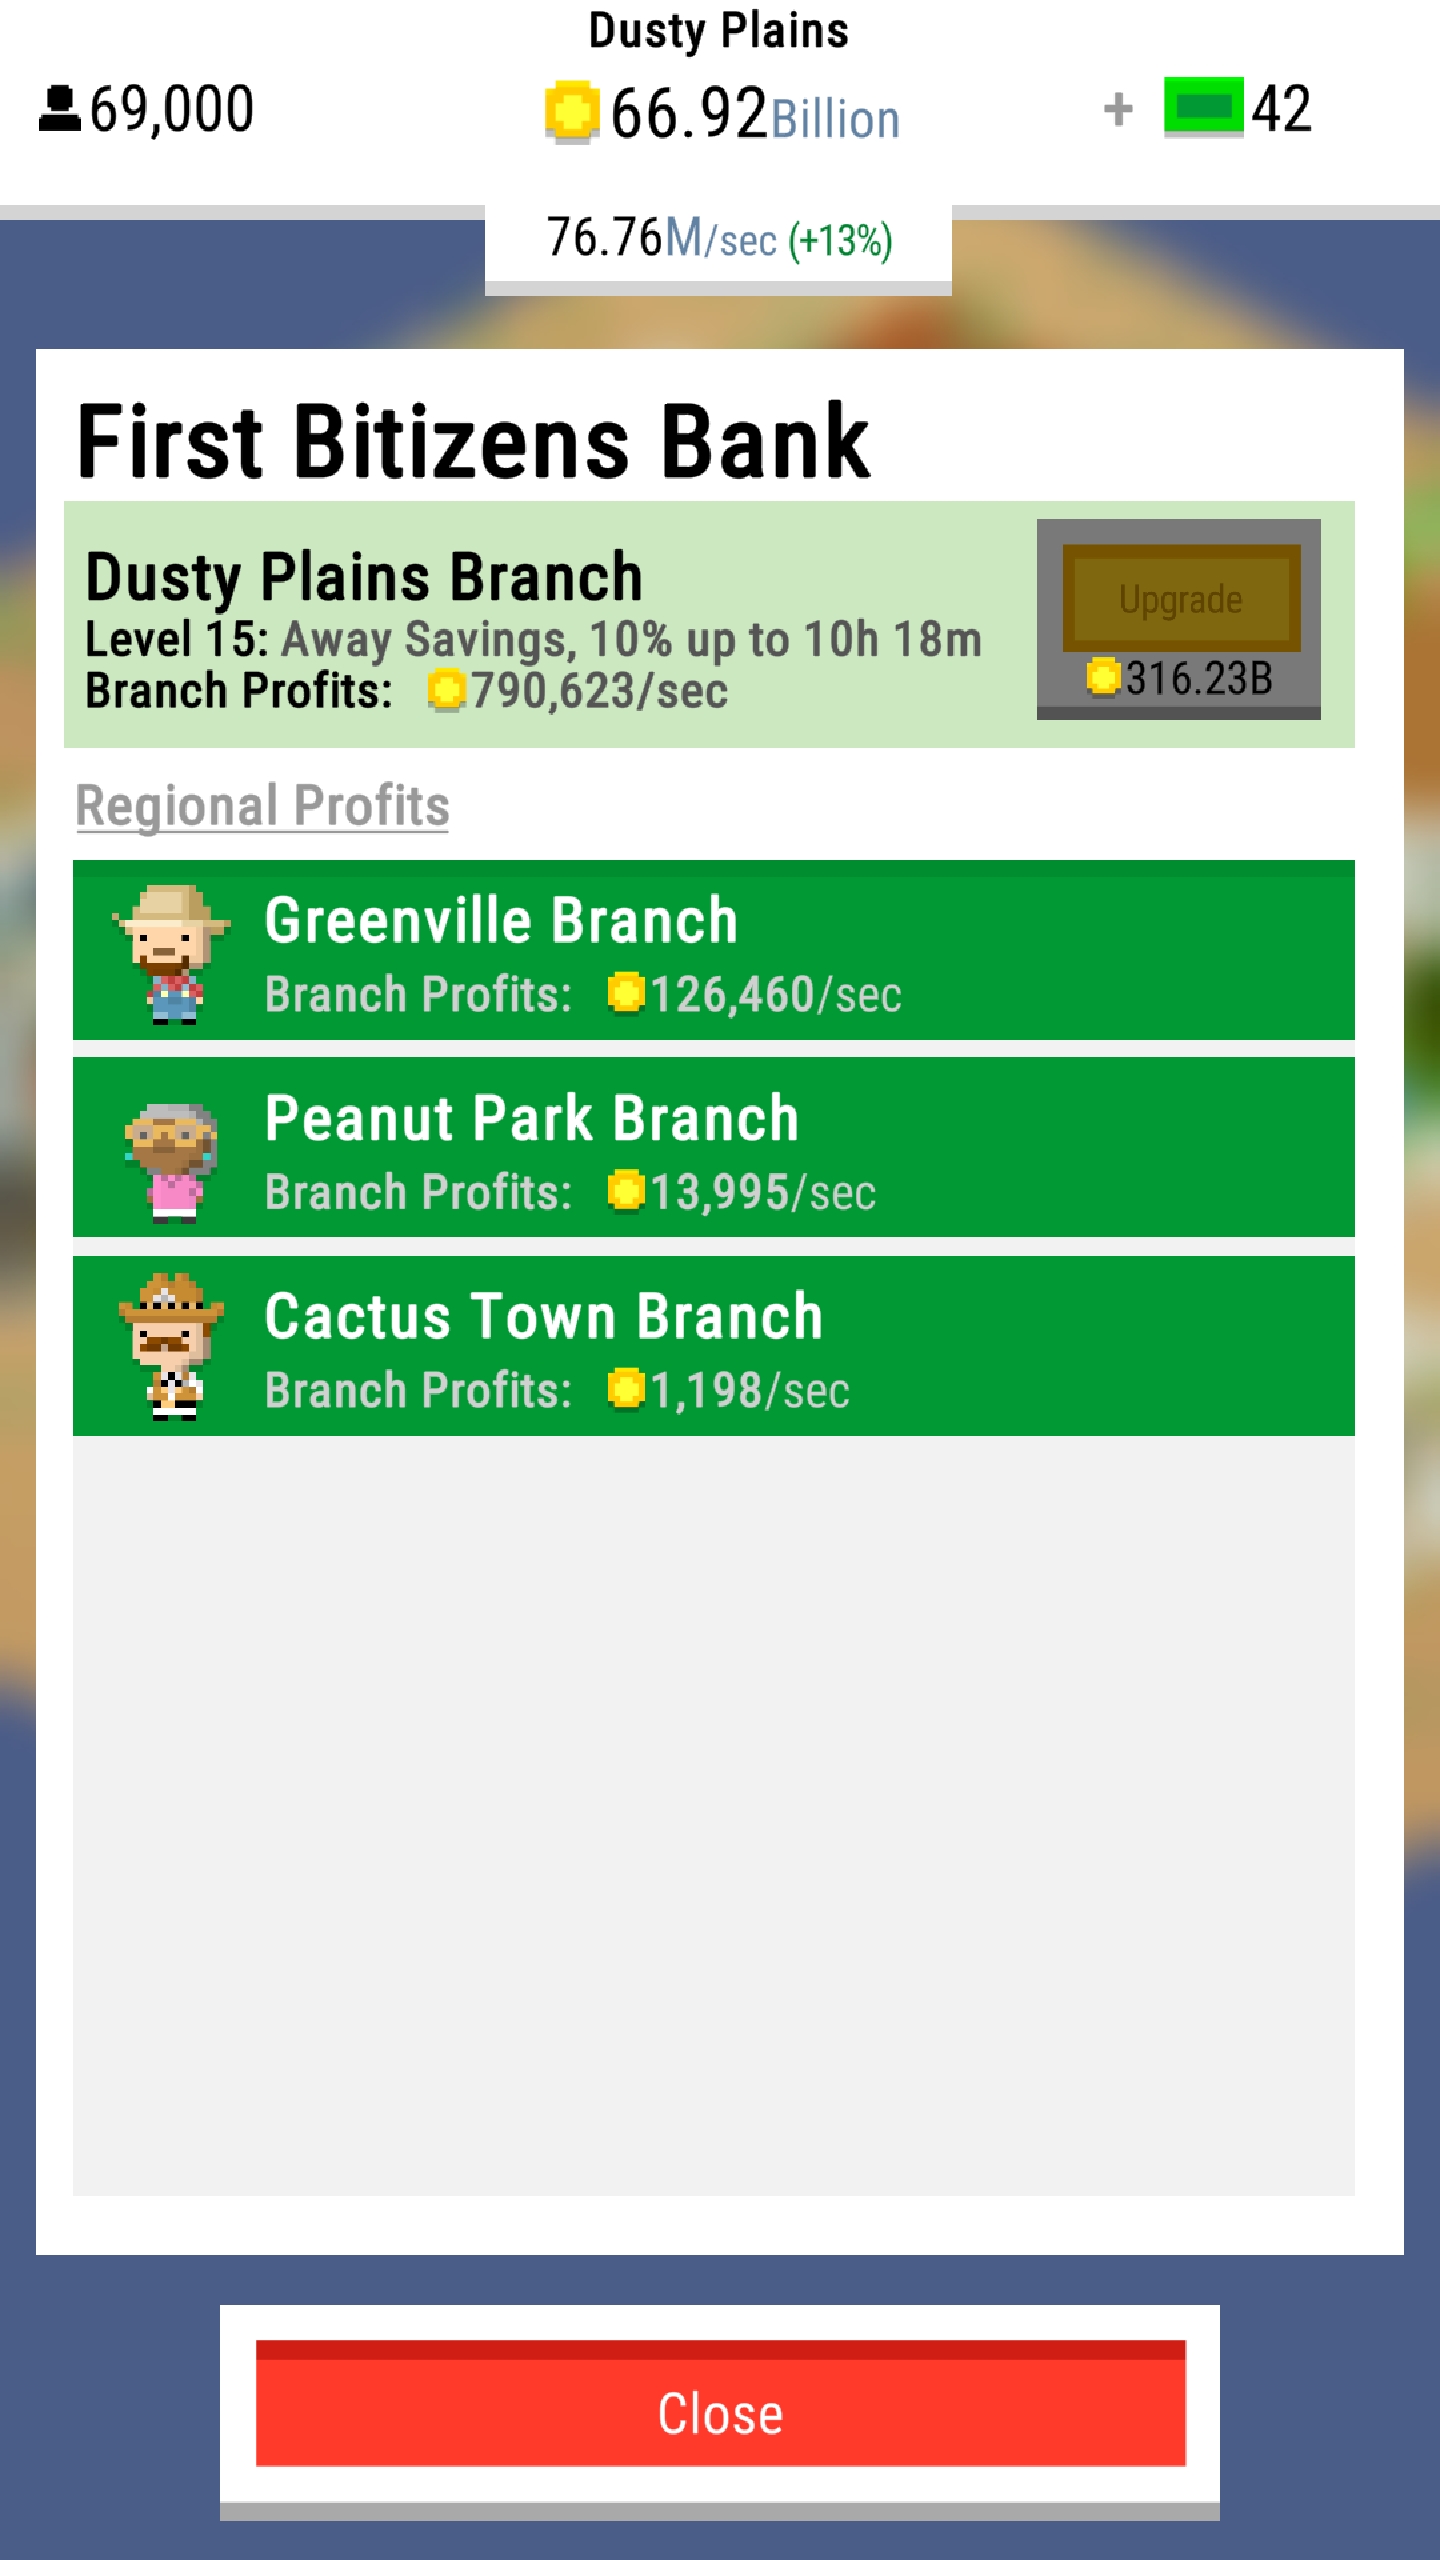 Dusty Plains
69,000
66.92Billion
+ 42
76.76M/sec (+13%)
First Bitizens Bank
Dusty Plains Branch
Level 15: Away Savings, 10% up to 10h 18m
Branch Profits: 790,623/sec
Upgrade
316.23B
Regional Profits
Greenville Branch
Branch Profits: 126,460/sec
Peanut Park Branch
Branch Profits: 13,995/sec
Cactus Town Branch
Branch Profits: 1,198/sec
Close